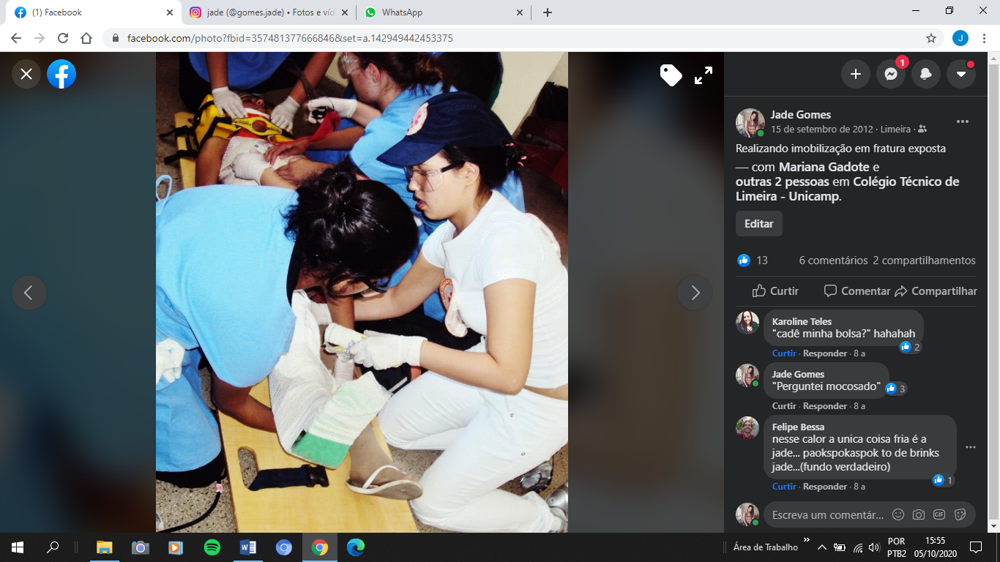 (1) Facebook
jade (@gomes.jade) • Fotos e víd
WhatsApp
facebook.com/photo?fbid=3574813776668468&set=a.142949442453375
J
1
Jade Gomes
15 de setembro de 2012 · Limeira ·
Realizando imobilização em fratura exposta
— com Mariana Gadote e
outras 2 pessoas em Colégio Técnico de
Limeira - Unicamp.
Editar
13
6 comentários 2 compartilhamentos
Curtir
Comentar
Compartilhar
Karoline Teles
"cadê minha bolsa?" hahahah
2
Curtir · Responder · 8 a
Jade Gomes
"Perguntei mocosado"
3
Curtir · Responder · 8 a
Felipe Bessa
nesse calor a unica coisa fria é a
jade... paokspokaspok to de brinks
jade...(fundo verdadeiro)
1
Curtir · Responder · 8 a
Escreva um comentár...
GIF
Área de Trabalho
POR
PTB2
15:55
05/10/2020